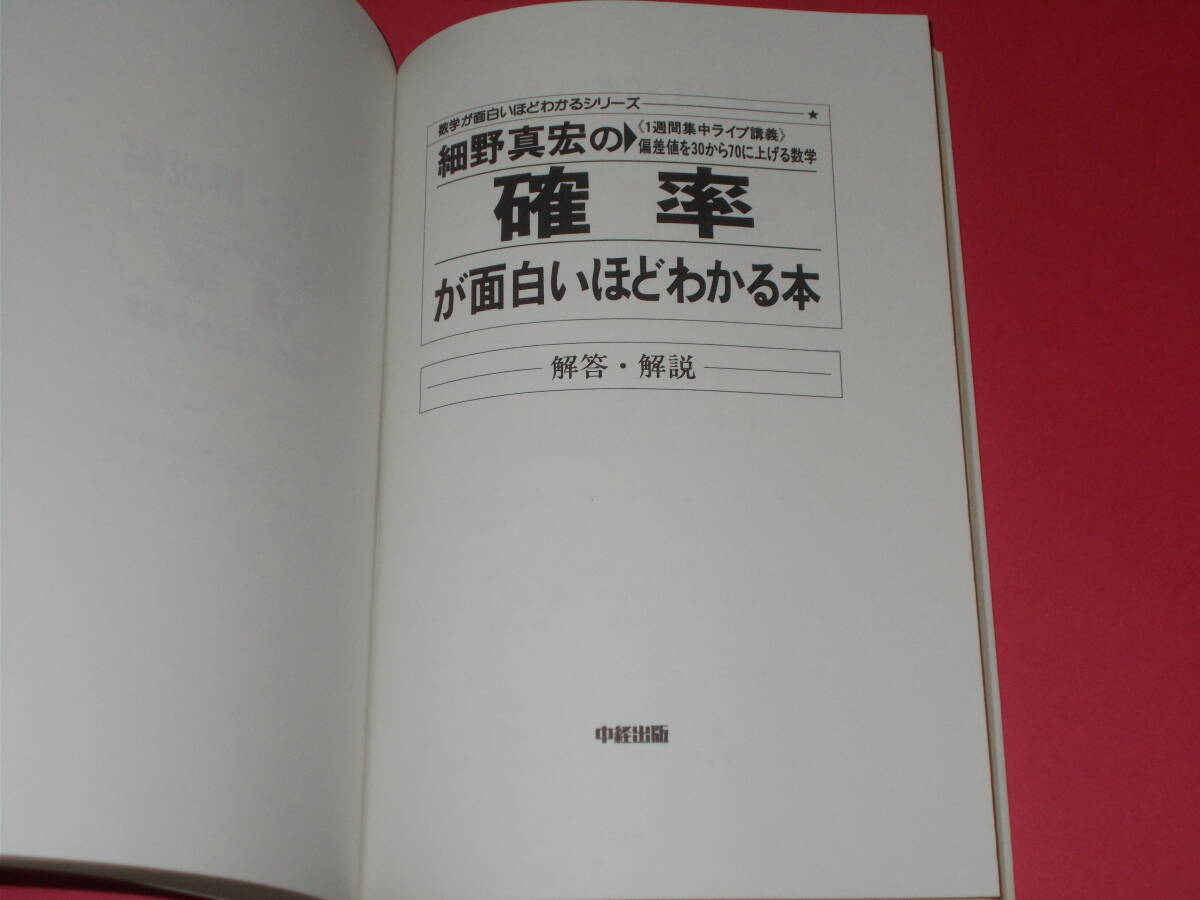 数学が面白いほどわかるシリーズ
★
細野真宏の
《1週間集中ライブ講義》
偏差値を30から70に上げる数学
確率
が面白いほどわかる本
解答・解説
中経出版